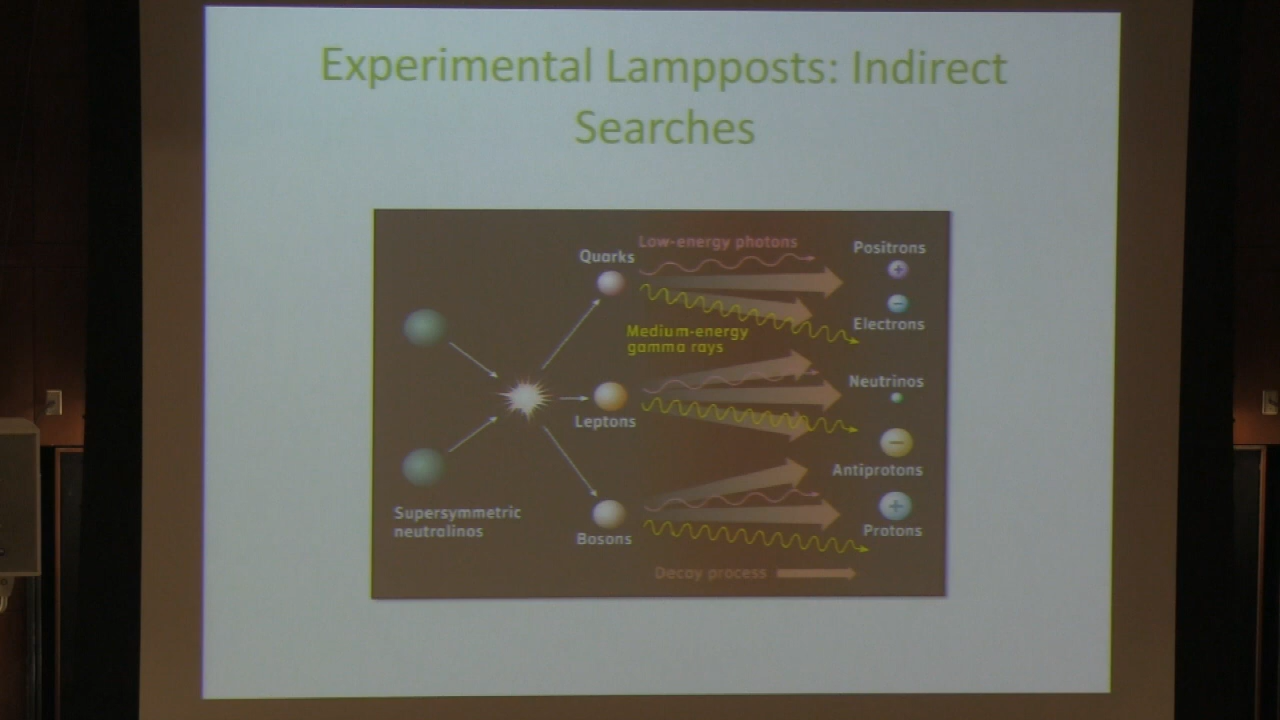 Experimental Lampposts: Indirect
Searches
Low-energy photons
Positrons
Quarks
+
−
Electrons
Medium-energy
gamma rays
Neutrinos
Leptons
−
Antiprotons
Supersymmetric
neutralinos
+
Protons
Bosons
Decay process